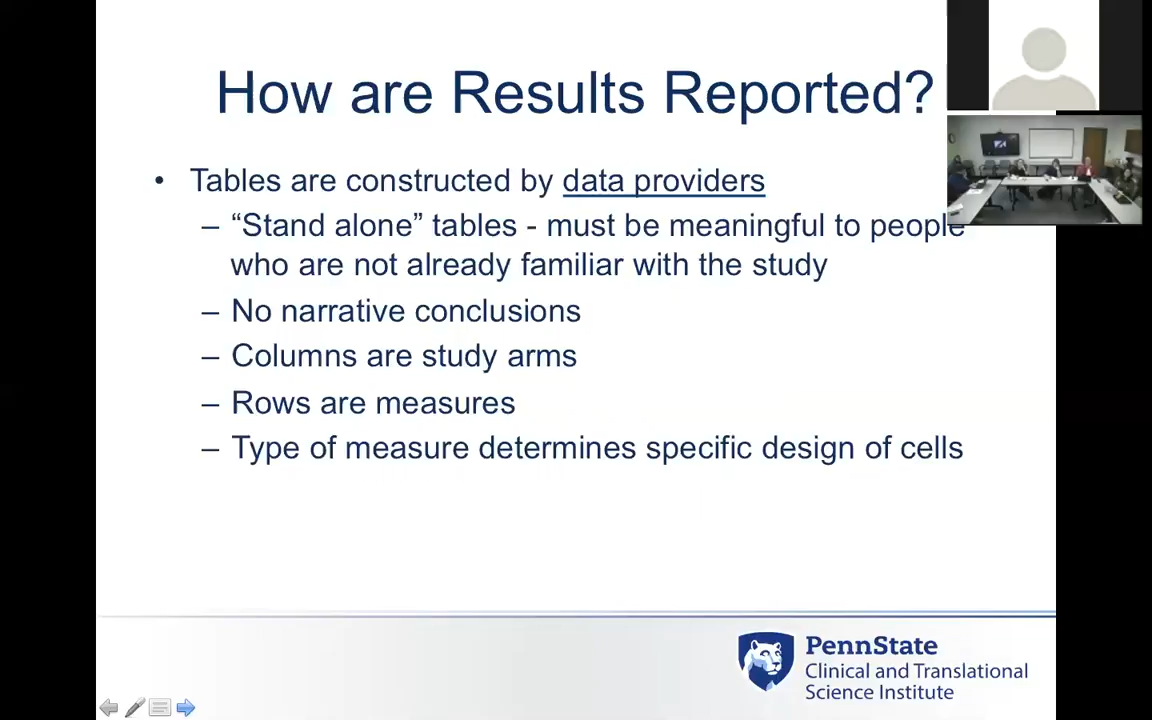 How are Results Reported?
• Tables are constructed by data providers
– “Stand alone” tables - must be meaningful to people
who are not already familiar with the study
– No narrative conclusions
– Columns are study arms
– Rows are measures
– Type of measure determines specific design of cells
PennState
Clinical and Translational
Science Institute